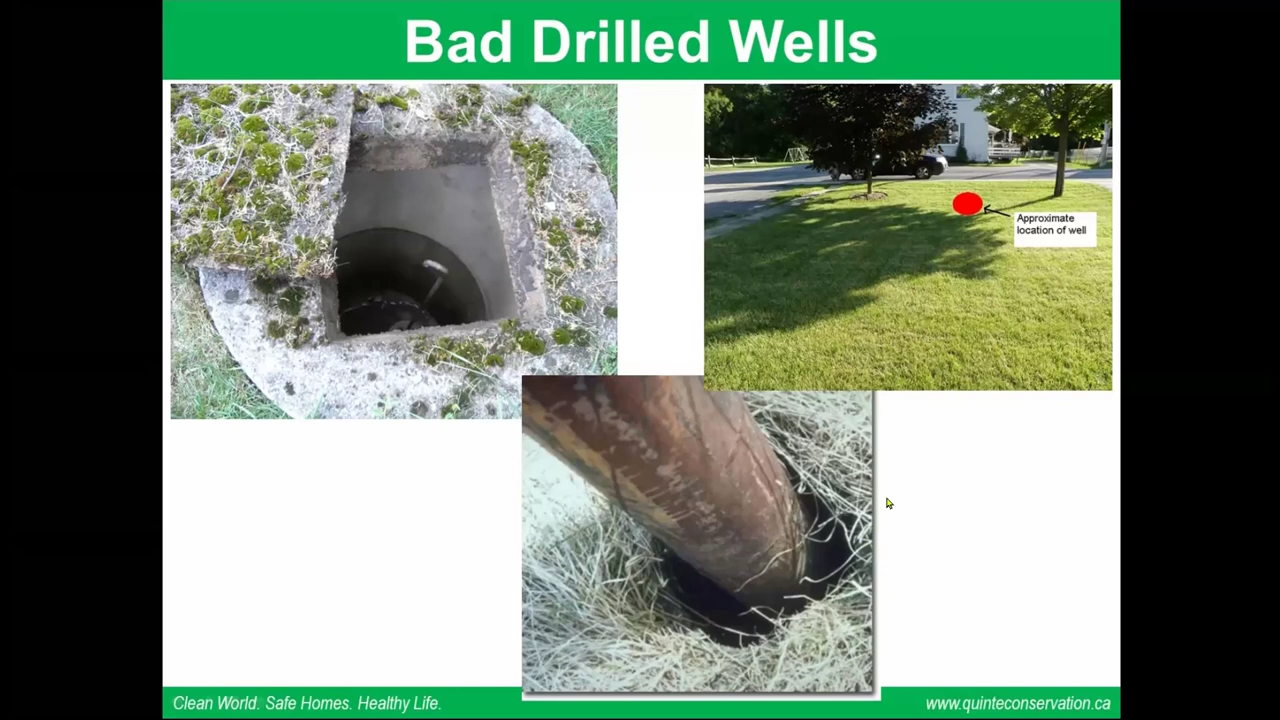 Bad Drilled Wells
Approximate
location of well
Clean World. Safe Homes. Healthy Life.
www.quinteconservation.ca